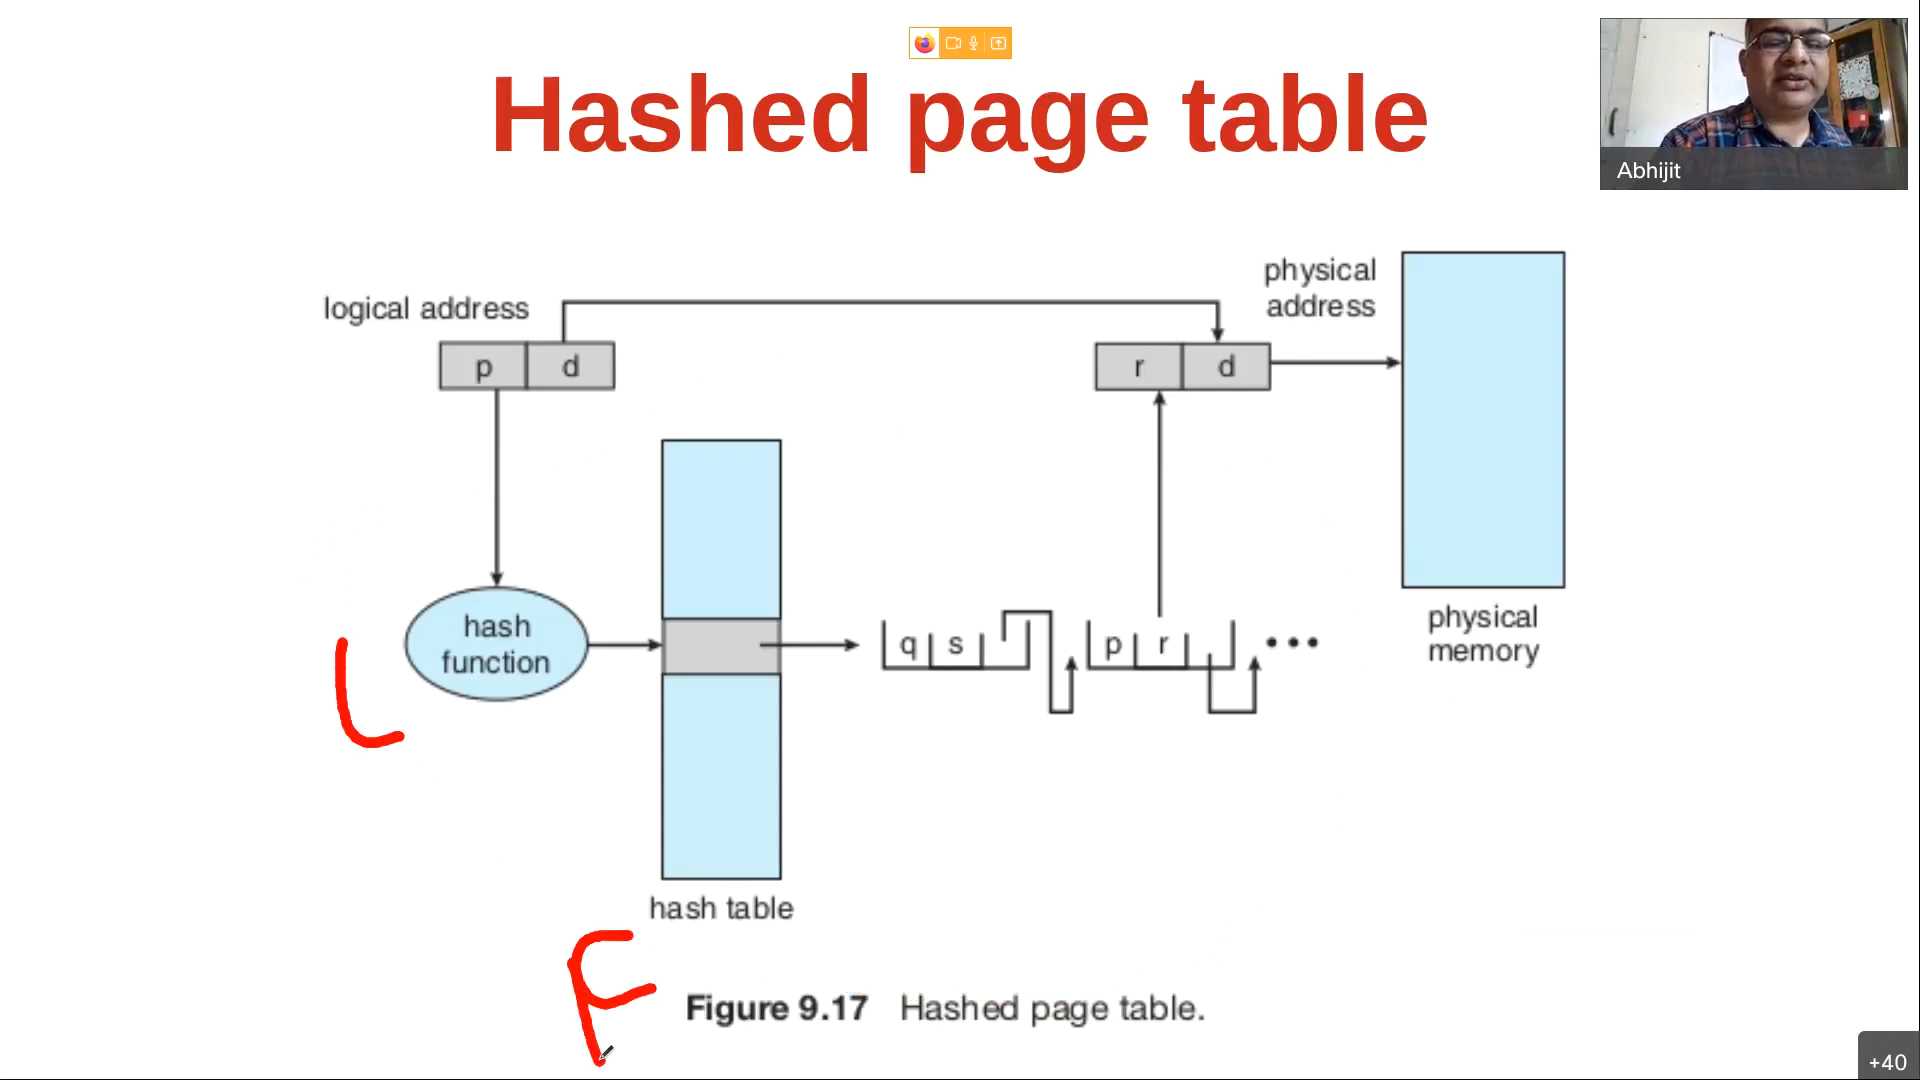 Hashed page table
Abhijit
logical address
physical
address
p d
r d
hash
function
q s
p r
physical
memory
hash table
F
Figure 9.17 Hashed page table.
+40